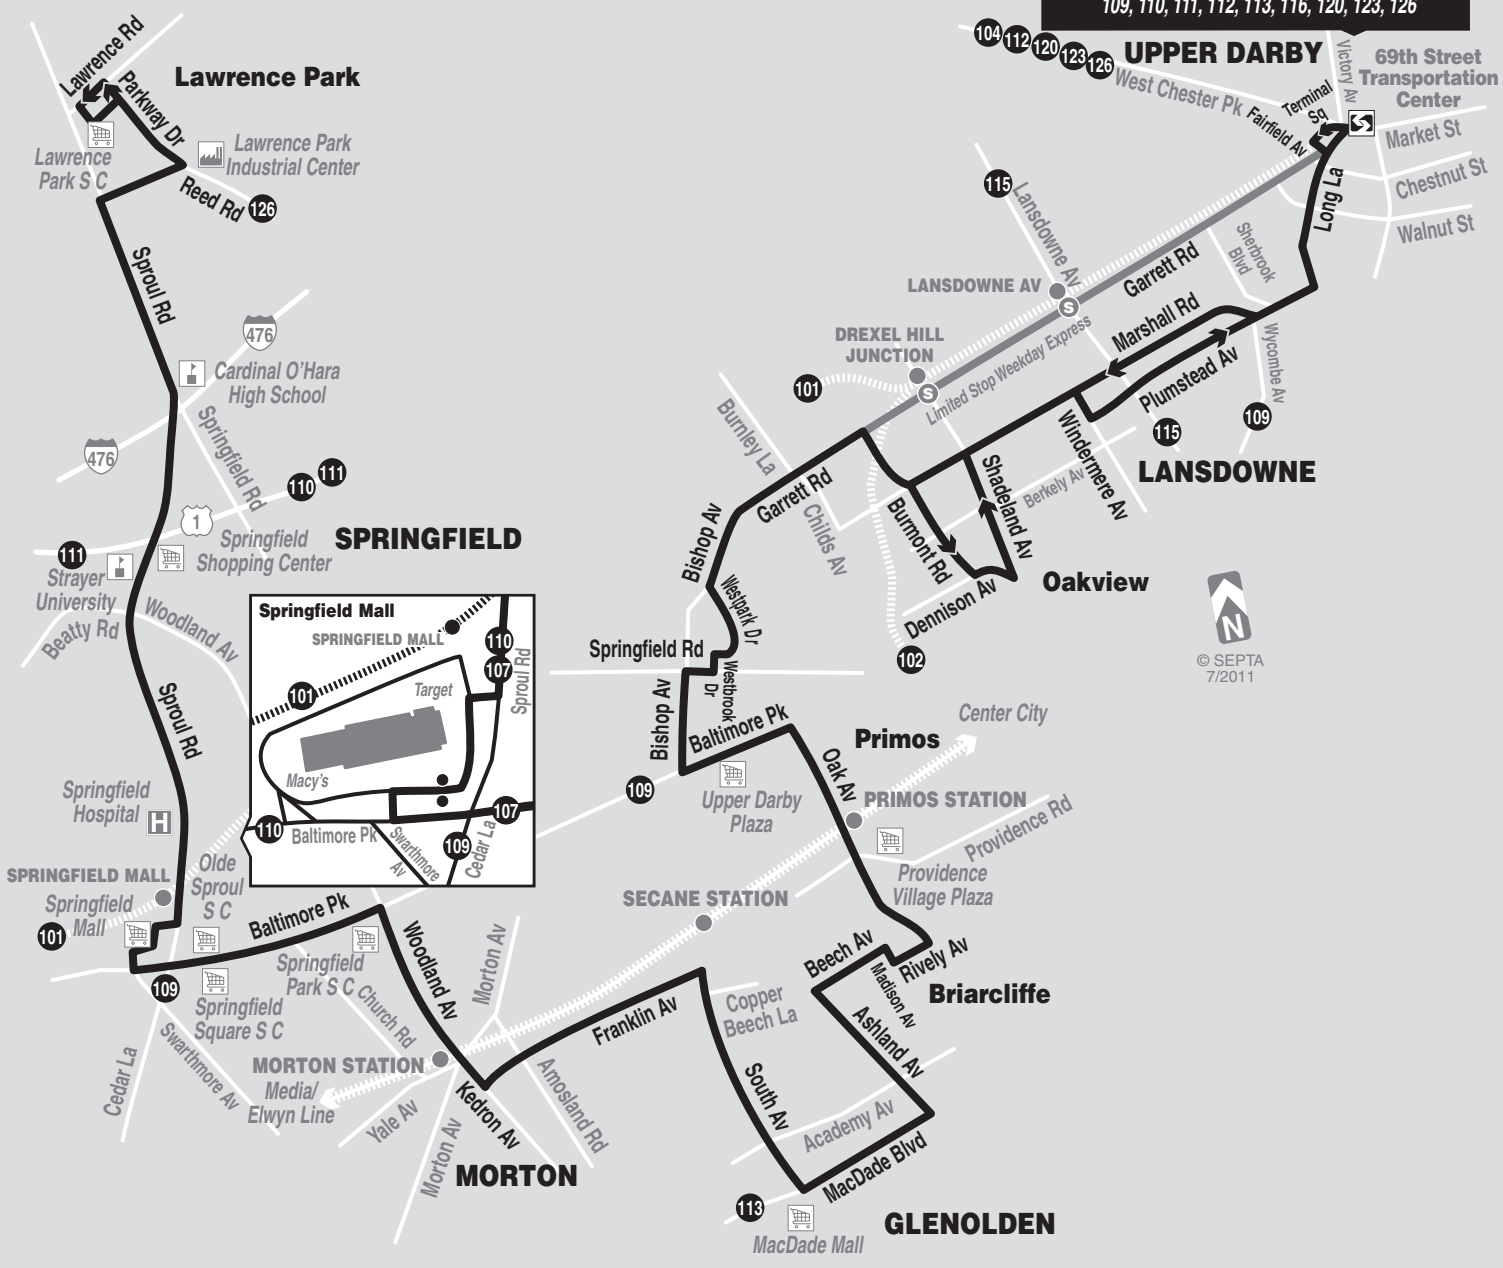 109, 110, 111, 112, 113, 116, 120, 123, 126
104
112
120
123
126
UPPER DARBY
Victory Av
69th Street
Transportation
Center
West Chester Pk
Terminal
Sq
Fairfield Av
Market St
Chestnut St
Walnut St
Long La
Lawrence Rd
Lawrence Park
Parkway Dr
Lawrence
Park S C
Lawrence Park
Industrial Center
Reed Rd
126
115
Lansdowne Av
Sherbrook
Blvd
Garrett Rd
LANSDOWNE AV
S
Sproul Rd
476
Marshall Rd
DREXEL HILL
JUNCTION
Limited Stop Weekday Express
S
101
Plumstead Av
Wycombe Av
Cardinal O'Hara
High School
Springfield Rd
476
Burnley La
Windermere Av
115
109
LANSDOWNE
110
111
1
Springfield
Shopping Center
SPRINGFIELD
Garrett Rd
Shadeland Av
Berkely Av
Childs Av
Burmont Rd
Bishop Av
111
Strayer
University
Woodland Av
Beatty Rd
Westpark Dr
Dennison Av
Oakview
N
© SEPTA
7/2011
102
Springfield Mall
SPRINGFIELD MALL
110
107
Sproul Rd
101
Target
Macy's
107
110
Baltimore Pk
Swarthmore
Av
109
Cedar La
Springfield Rd
Westbrook
Dr
Bishop Av
Baltimore Pk
Sproul Rd
109
Upper Darby
Plaza
Oak Av
Primos
Center City
PRIMOS STATION
Providence Rd
Providence
Village Plaza
Springfield
Hospital
H
SPRINGFIELD MALL
Springfield
Mall
101
Olde
Sproul
S C
Baltimore Pk
109
Springfield
Square S C
Springfield
Park S C
Church Rd
Woodland Av
Morton Av
SECANE STATION
Beech Av
Rively Av
Madison Av
Briarcliffe
Franklin Av
Copper
Beech La
Ashland Av
Cedar La
Swarthmore Av
MORTON STATION
Media/
Elwyn Line
Yale Av
Kedron Av
Amosland Rd
Morton Av
MORTON
South Av
Academy Av
MacDade Blvd
113
MacDade Mall
GLENOLDEN